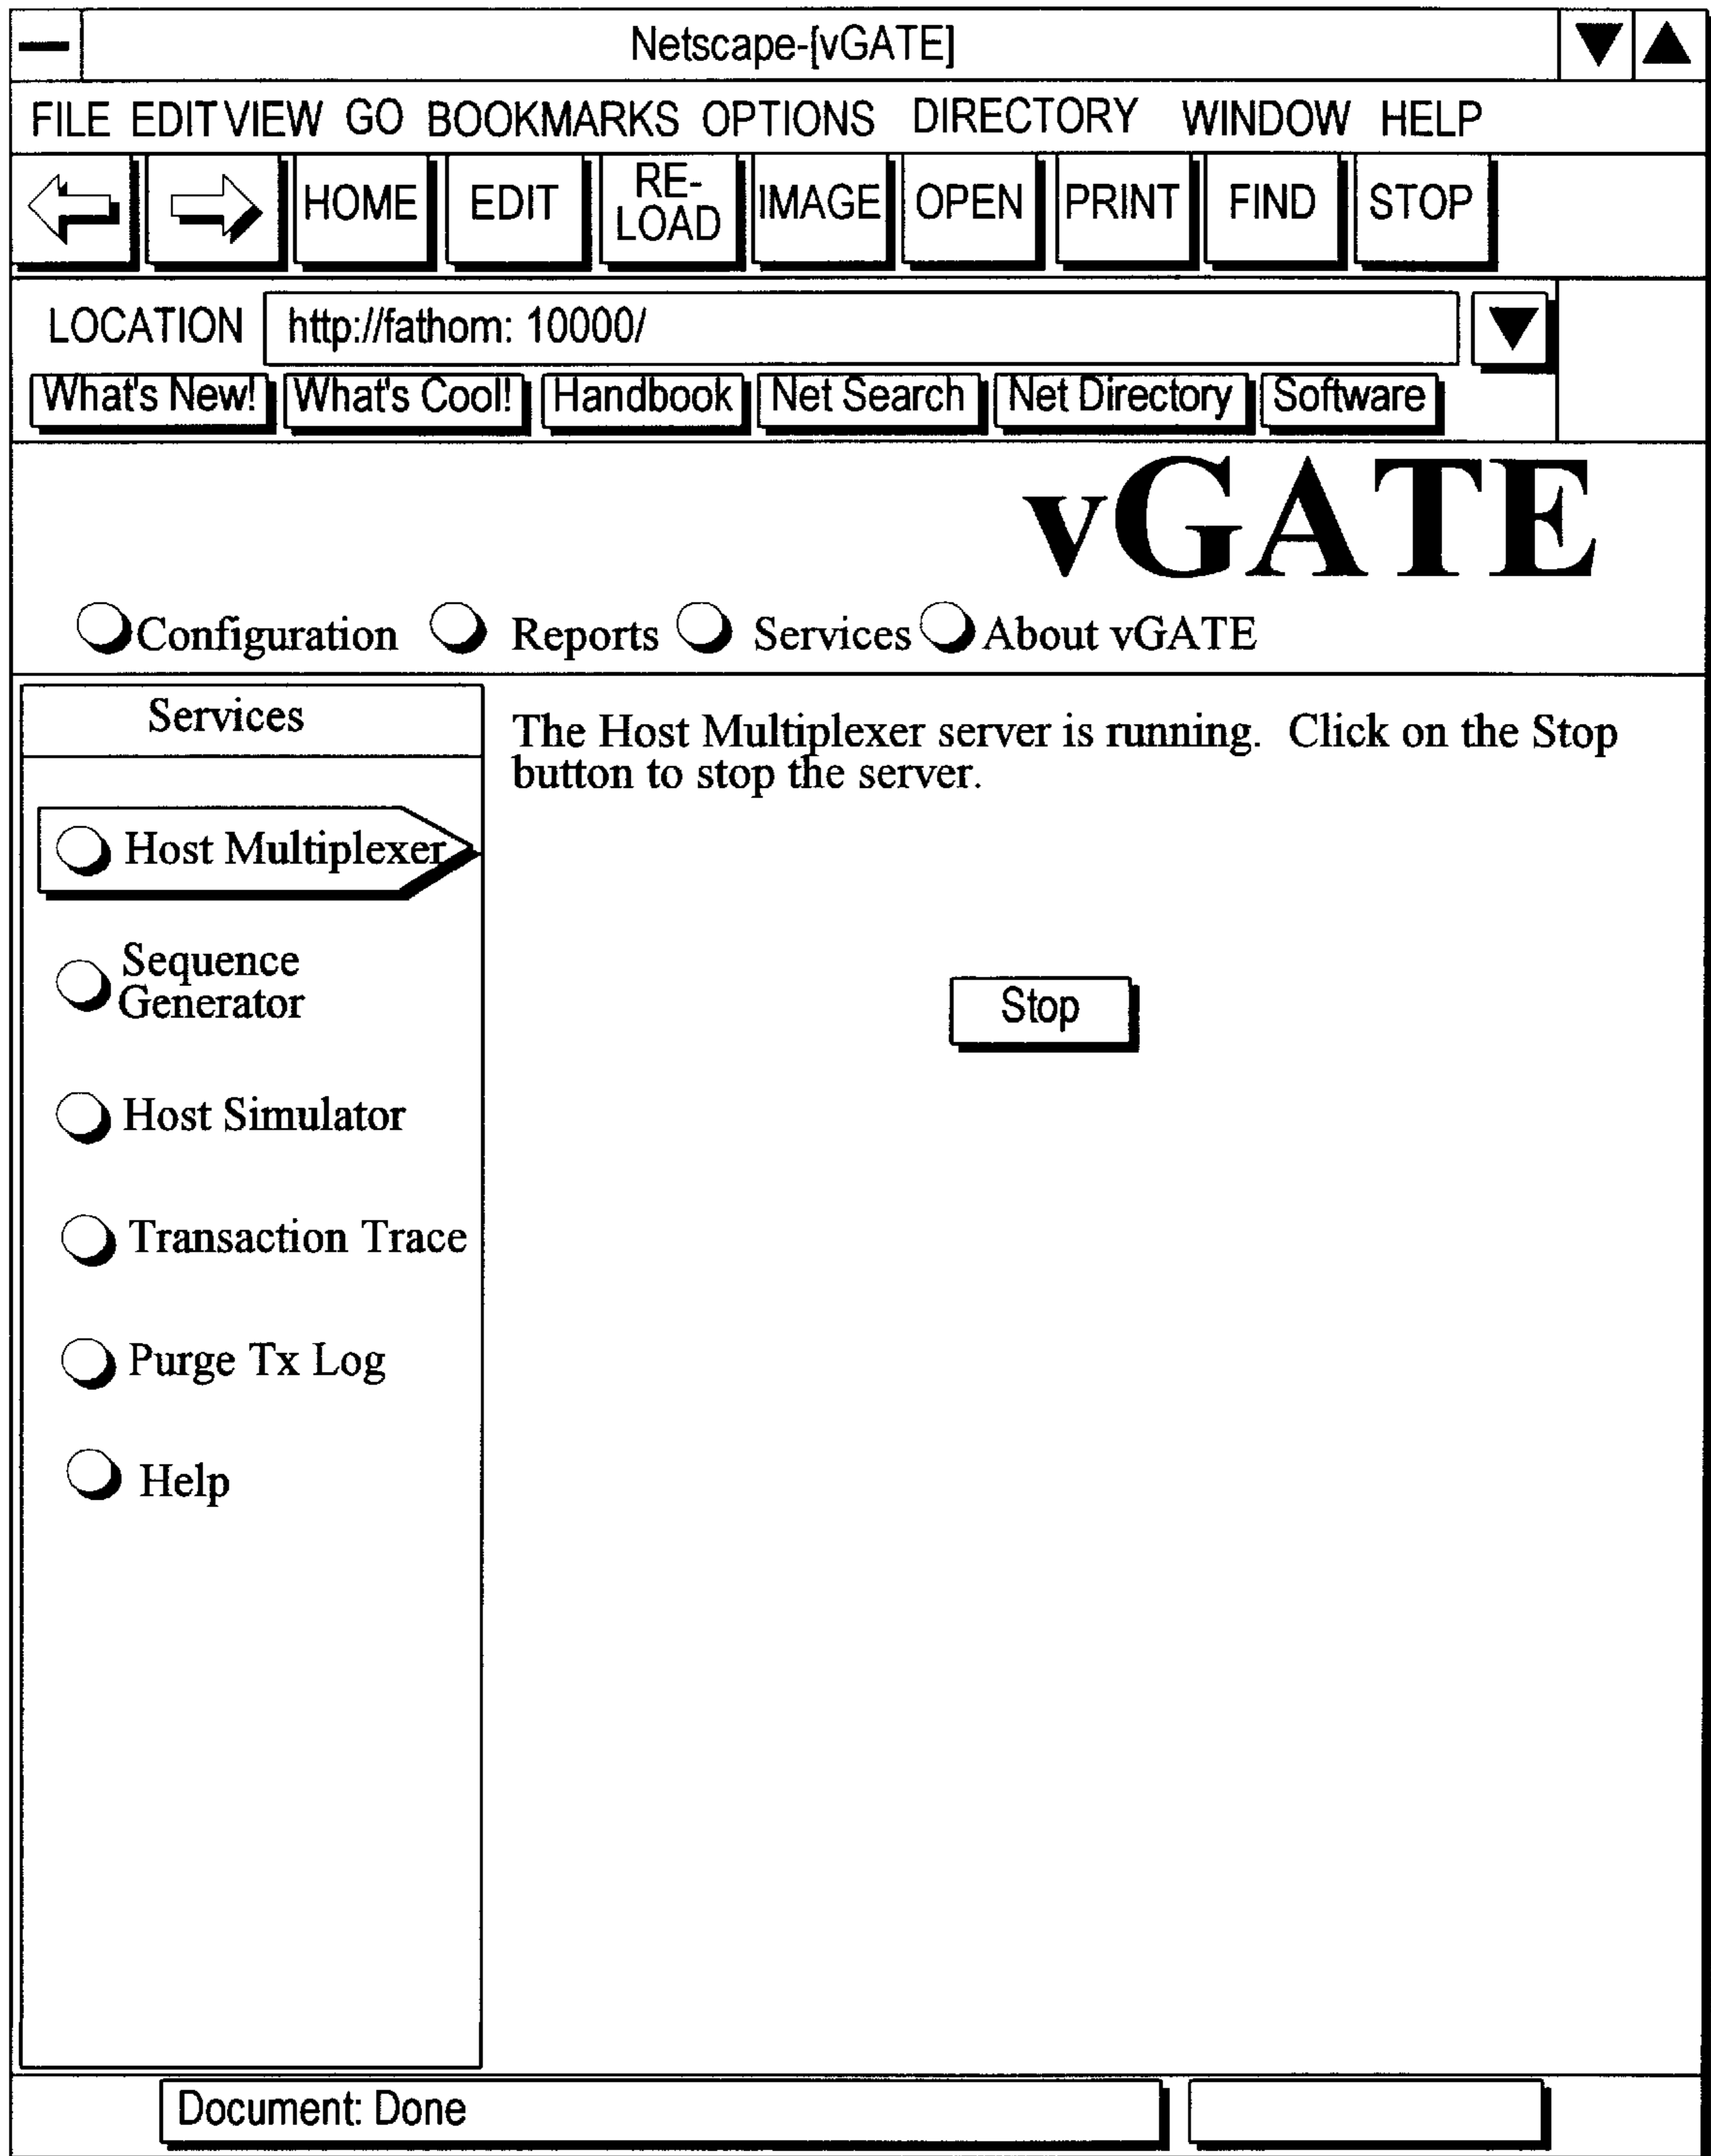 Netscape-[vGATE]
FILE EDIT VIEW GO BOOKMARKS OPTIONS DIRECTORY WINDOW HELP
HOME EDIT RE-LOAD IMAGE OPEN PRINT FIND STOP
LOCATION http://fathom: 10000/
What's New! What's Cool! Handbook Net Search Net Directory Software
vGATE
Configuration Reports Services About vGATE
Services
Host Multiplexer
Sequence
Generator
Host Simulator
Transaction Trace
Purge Tx Log
Help
The Host Multiplexer server is running. Click on the Stop
button to stop the server.
Stop
Document: Done